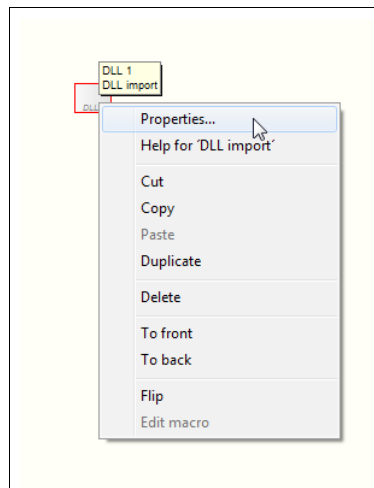 DLL 1
DLL import
DLL
Properties...
Help for ´DLL import´
Cut
Copy
Paste
Duplicate
Delete
To front
To back
Flip
Edit macro